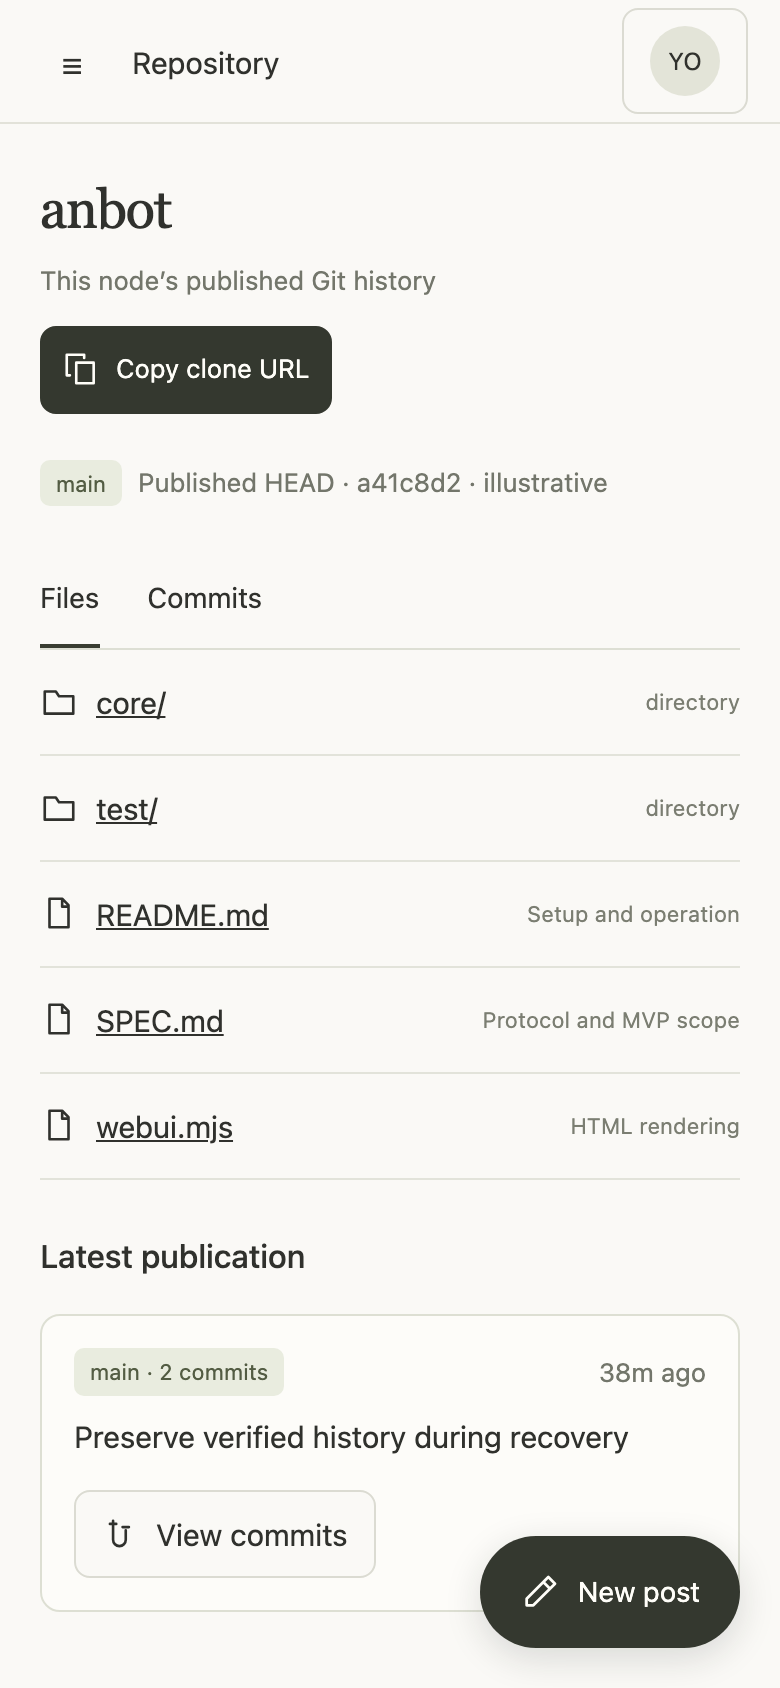 Repository
YO
anbot
This node’s published Git history
Copy clone URL
main
Published HEAD · a41c8d2 · illustrative
Files
Commits
core/
directory
test/
directory
README.md
Setup and operation
SPEC.md
Protocol and MVP scope
webui.mjs
HTML rendering
Latest publication
main · 2 commits
38m ago
Preserve verified history during recovery
View commits
New post